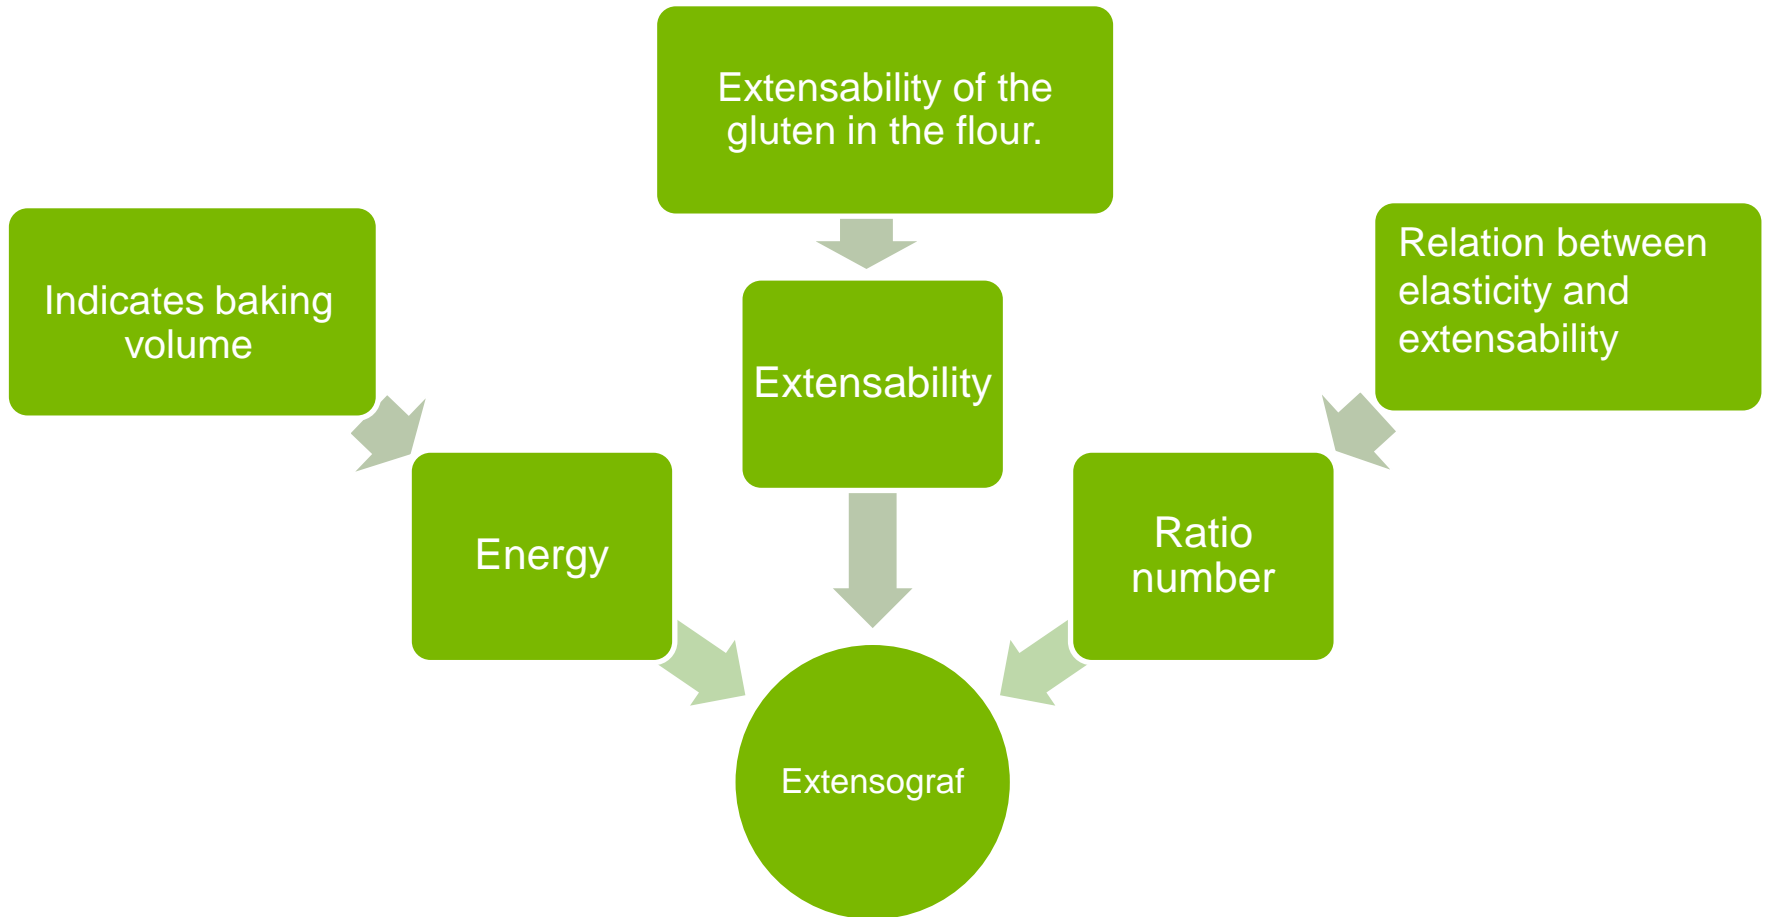 Extensability of the
gluten in the flour.
Indicates baking
volume
Relation between
elasticity and
extensability
Extensability
Energy
Ratio
number
Extensograf